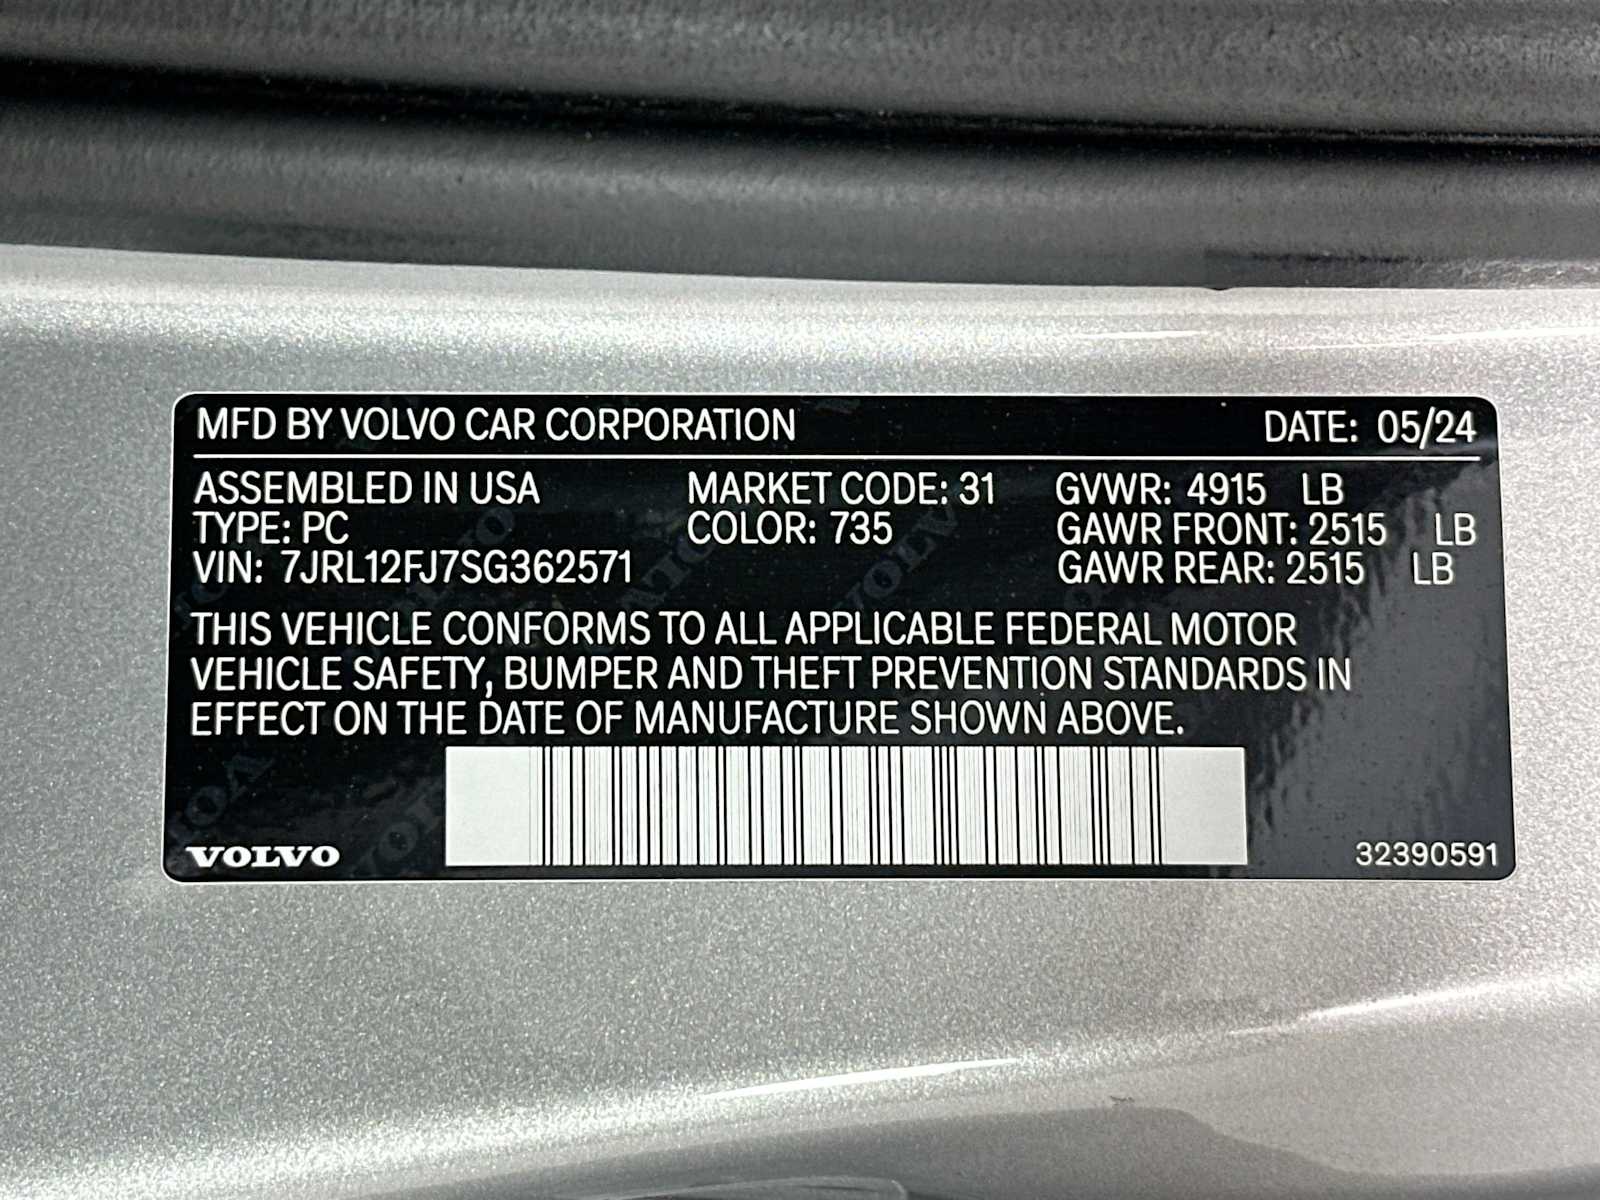 MFD BY VOLVO CAR CORPORATION DATE: 05/24
ASSEMBLED IN USA MARKET CODE: 31 GVWR: 4915 LB
TYPE: PC COLOR: 735 GAWR FRONT: 2515 LB
VIN: 7JRL12FJ7SG362571 GAWR REAR: 2515 LB
THIS VEHICLE CONFORMS TO ALL APPLICABLE FEDERAL MOTOR
VEHICLE SAFETY, BUMPER AND THEFT PREVENTION STANDARDS IN
EFFECT ON THE DATE OF MANUFACTURE SHOWN ABOVE.
VOLVO 32390591